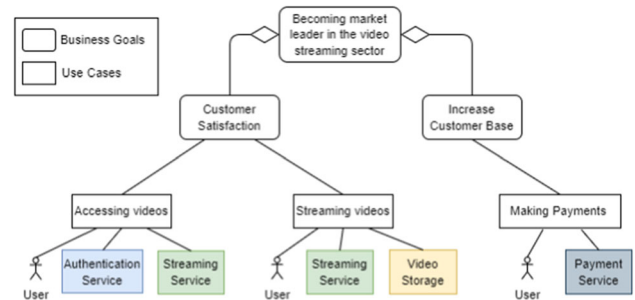 Becoming market
leader in the video
streaming sector
Business Goals
Use Cases
Customer
Satisfaction
Increase
Customer Base
Accessing videos
Streaming videos
Making Payments
User
Authentication
Service
Streaming
Service
User
Streaming
Service
Video
Storage
User
Payment
Service